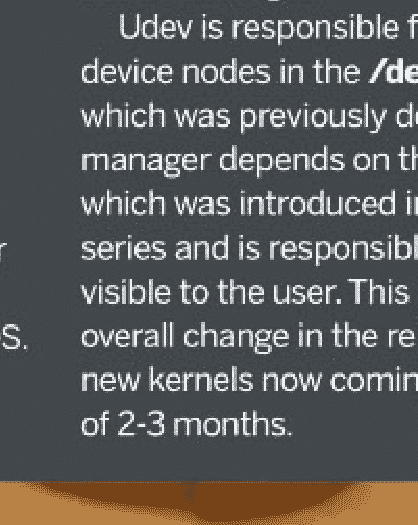 Udev is responsible f
device nodes in the /de
which was previously d
manager depends on th
which was introduced i
r
series and is responsibl
visible to the user. This
S.
overall change in the re
new kernels now comin
of 2-3 months.